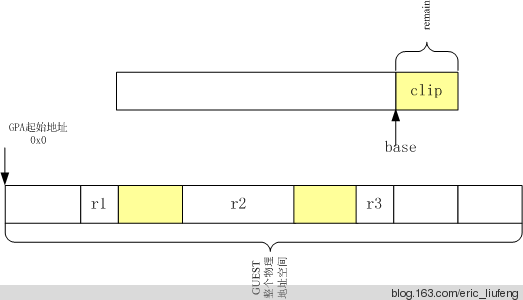 remain
clip
base
GPA起始地址
0x0
r1
r2
r3
GUEST
整个物理
地址空间
blog.163.com/eric_liufeng